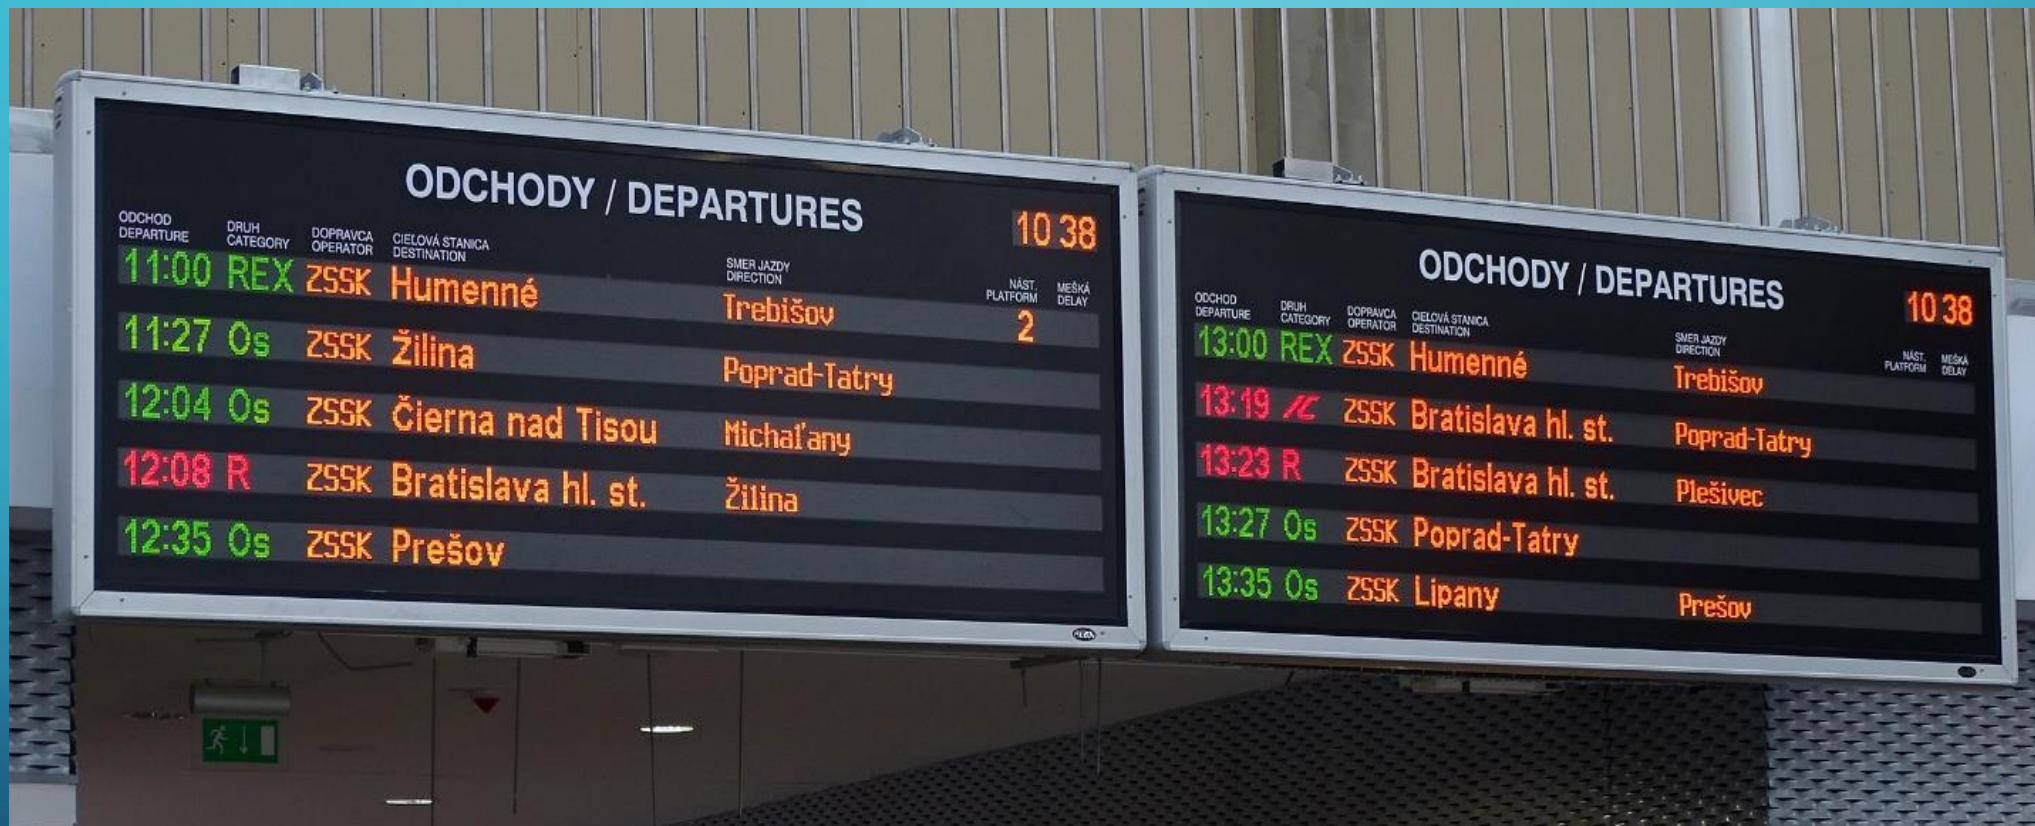 ODCHODY / DEPARTURES
10 38
ODCHOD DRUH DOPRAVCA CIEĽOVÁ STANICA SMER JAZDY NÁST. MEŠKÁ
DEPARTURE CATEGORY OPERATOR DESTINATION DIRECTION PLATFORM DELAY
11:00 REX ZSSK Humenné Trebišov 2
11:27 Os ZSSK Žilina Poprad-Tatry
12:04 Os ZSSK Čierna nad Tisou Michaľany
12:08 R ZSSK Bratislava hl. st. Žilina
12:35 Os ZSSK Prešov
ODCHODY / DEPARTURES
10 38
ODCHOD DRUH DOPRAVCA CIEĽOVÁ STANICA SMER JAZDY NÁST. MEŠKÁ
DEPARTURE CATEGORY OPERATOR DESTINATION DIRECTION PLATFORM DELAY
13:00 REX ZSSK Humenné Trebišov
13:19 IC ZSSK Bratislava hl. st. Poprad-Tatry
13:23 R ZSSK Bratislava hl. st. Plešivec
13:27 Os ZSSK Poprad-Tatry
13:35 Os ZSSK Lipany Prešov